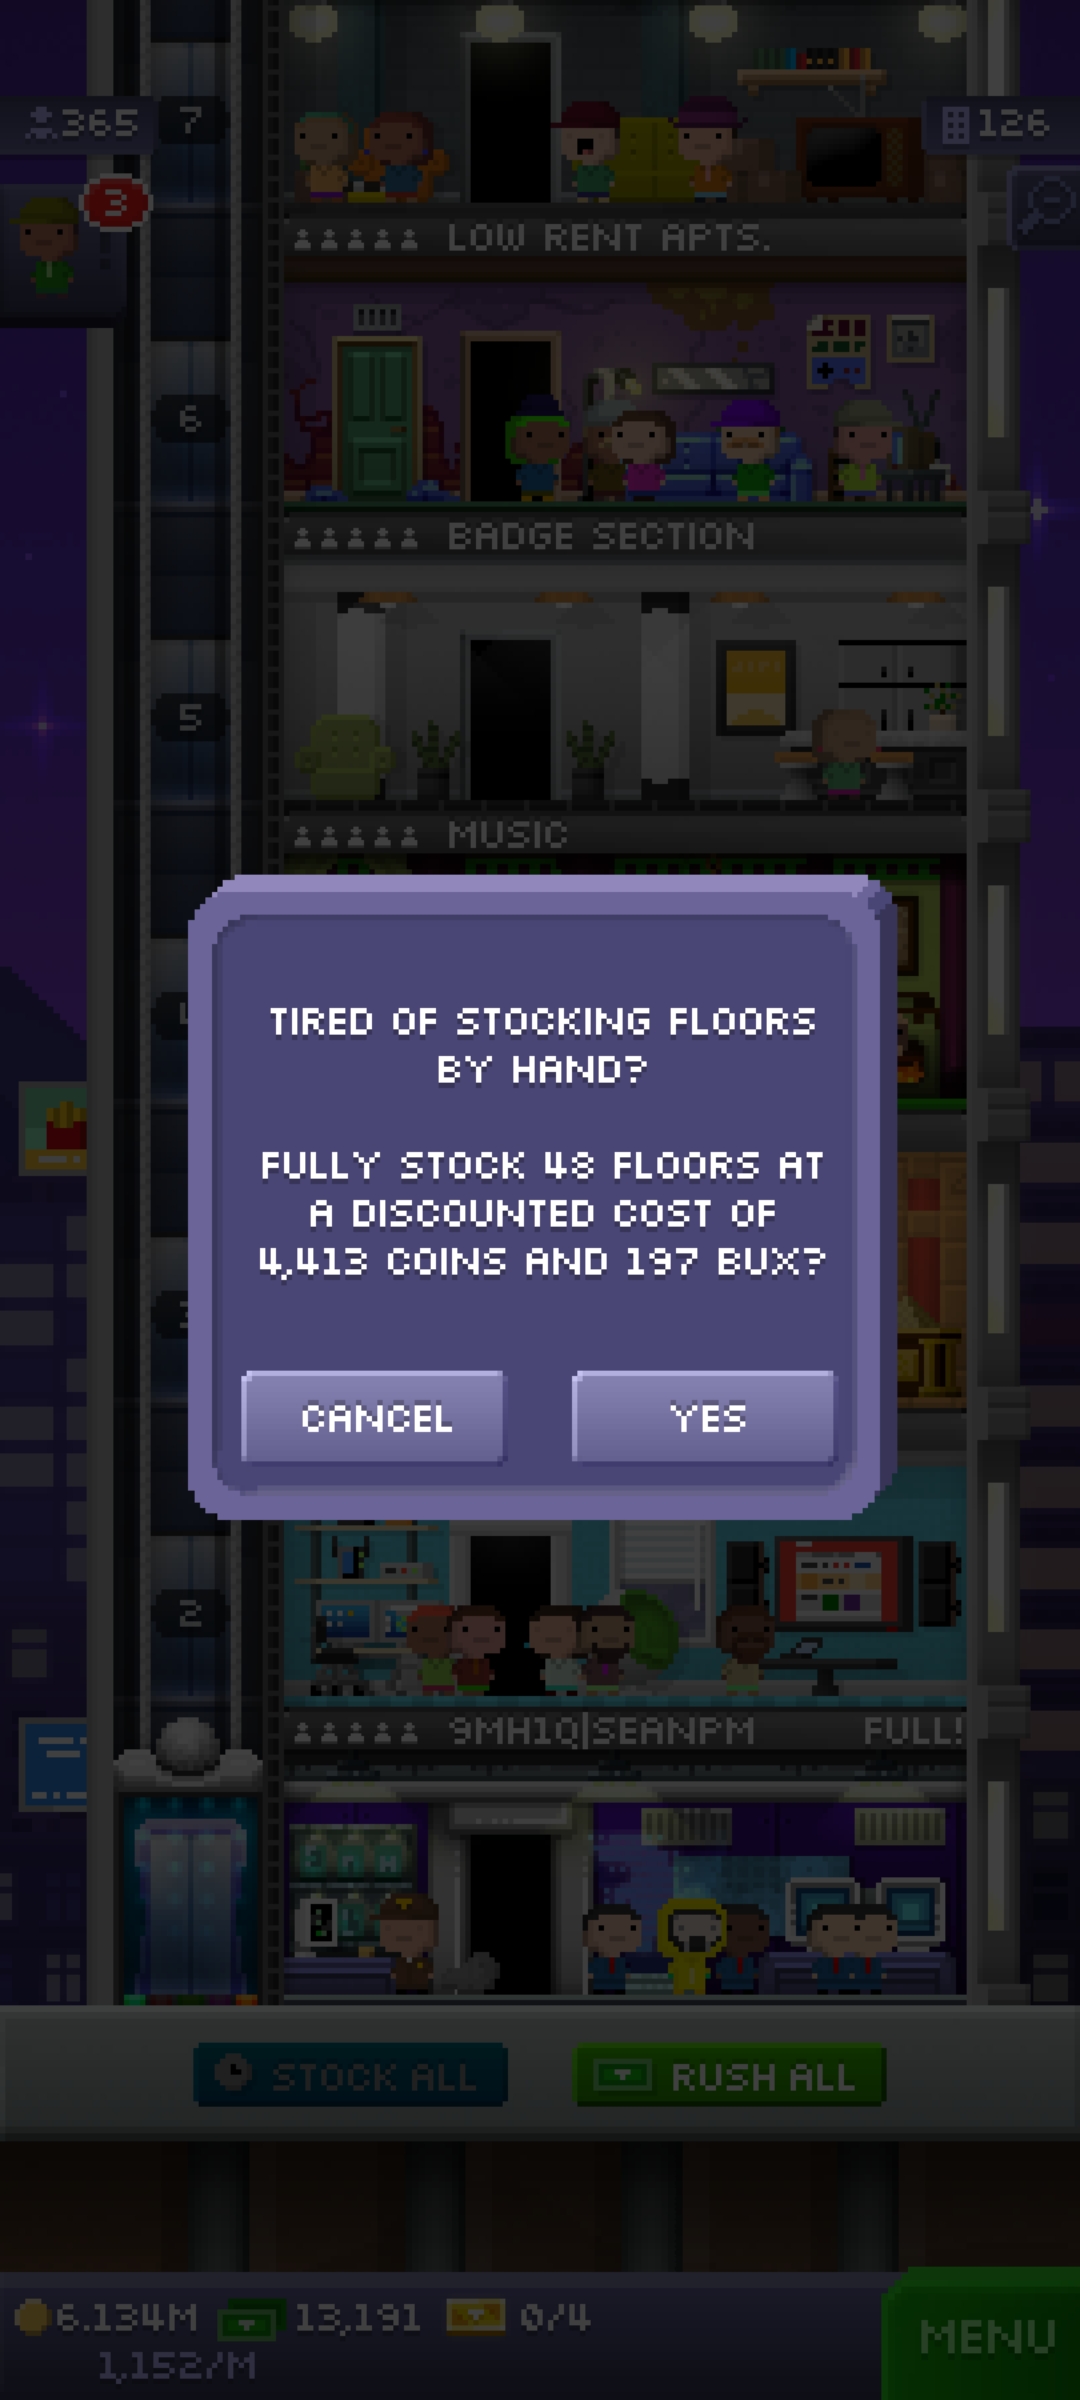 365
7
126
3
LOW RENT APTS.
6
BADGE SECTION
5
MUSIC
TIRED OF STOCKING FLOORS
BY HAND?
FULLY STOCK 48 FLOORS AT
A DISCOUNTED COST OF
4,413 COINS AND 197 BUX?
CANCEL
YES
2
9MH1Q|SEANPM
FULL!
STOCK ALL
RUSH ALL
6.134M
13,191
0/4
1,152/M
MENU